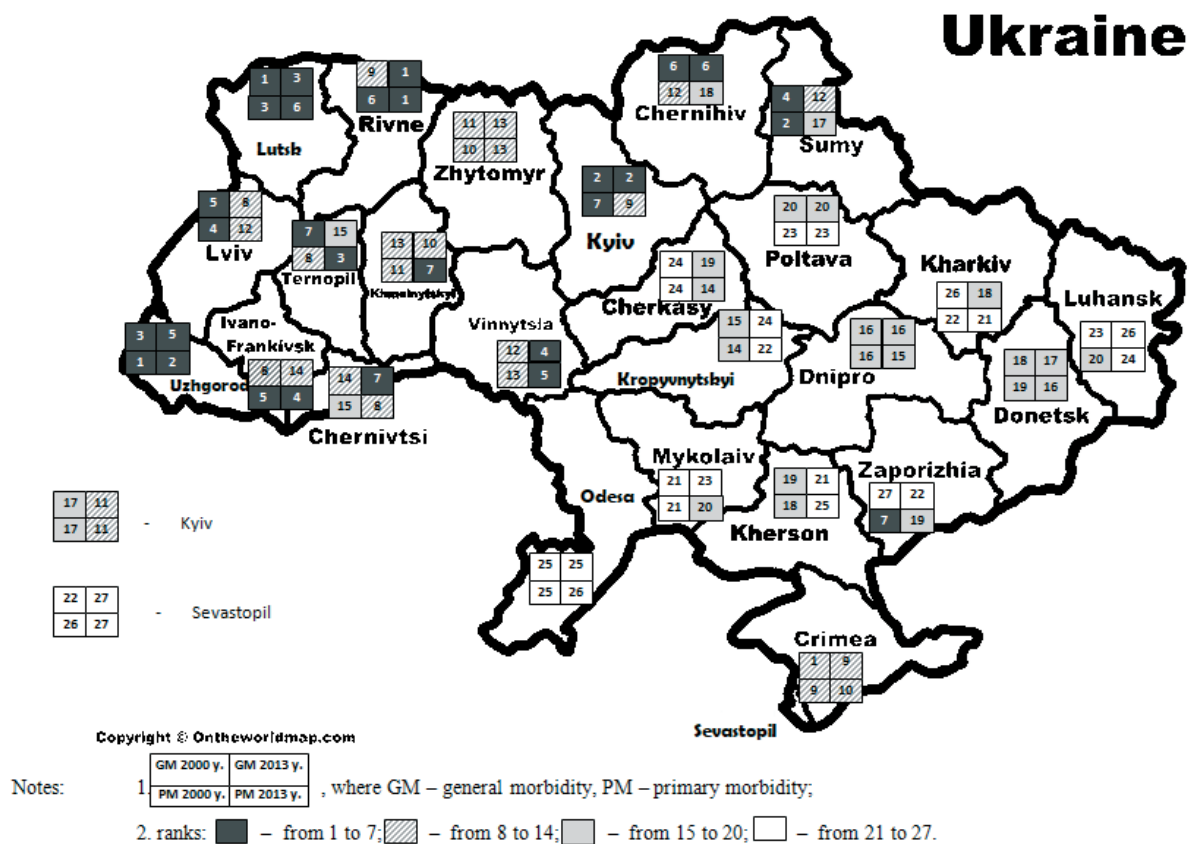 Ukraine
1 3
3 6
Lutsk
9 1
6 1
Rivne
11 13
10 13
Zhytomyr
6 6
12 18
Chernihiv
4 12
2 17
Sumy
5 8
4 12
Lviv
7 15
8 3
Ternopil
13 10
11 7
Khmelnytskyi
2 2
7 9
Kyiv
20 20
23 23
Poltava
24 19
24 14
Cherkasy
Kharkiv
26 18
22 21
Luhansk
23 26
20 24
3 5
1 2
Uzhgorod
Ivano-
Frankivsk
8 14
5 4
14 7
15 8
Chernivtsi
Vinnytsia
12 4
13 5
15 24
14 22
Kropyvnytskyi
16 16
16 15
Dnipro
18 17
19 16
Donetsk
Mykolaiv
21 23
21 20
Odesa
25 25
25 26
19 21
18 25
Kherson
Zaporizhia
27 22
7 19
17 11
17 11
- Kyiv
22 27
26 27
- Sevastopil
Crimea
1 9
9 10
Sevastopil
Copyright © Ontheworldmap.com
Notes:
1.
GM 2000 y. GM 2013 y.
PM 2000 y. PM 2013 y.
, where GM – general morbidity, PM – primary morbidity;
2. ranks: – from 1 to 7; – from 8 to 14; – from 15 to 20; – from 21 to 27.